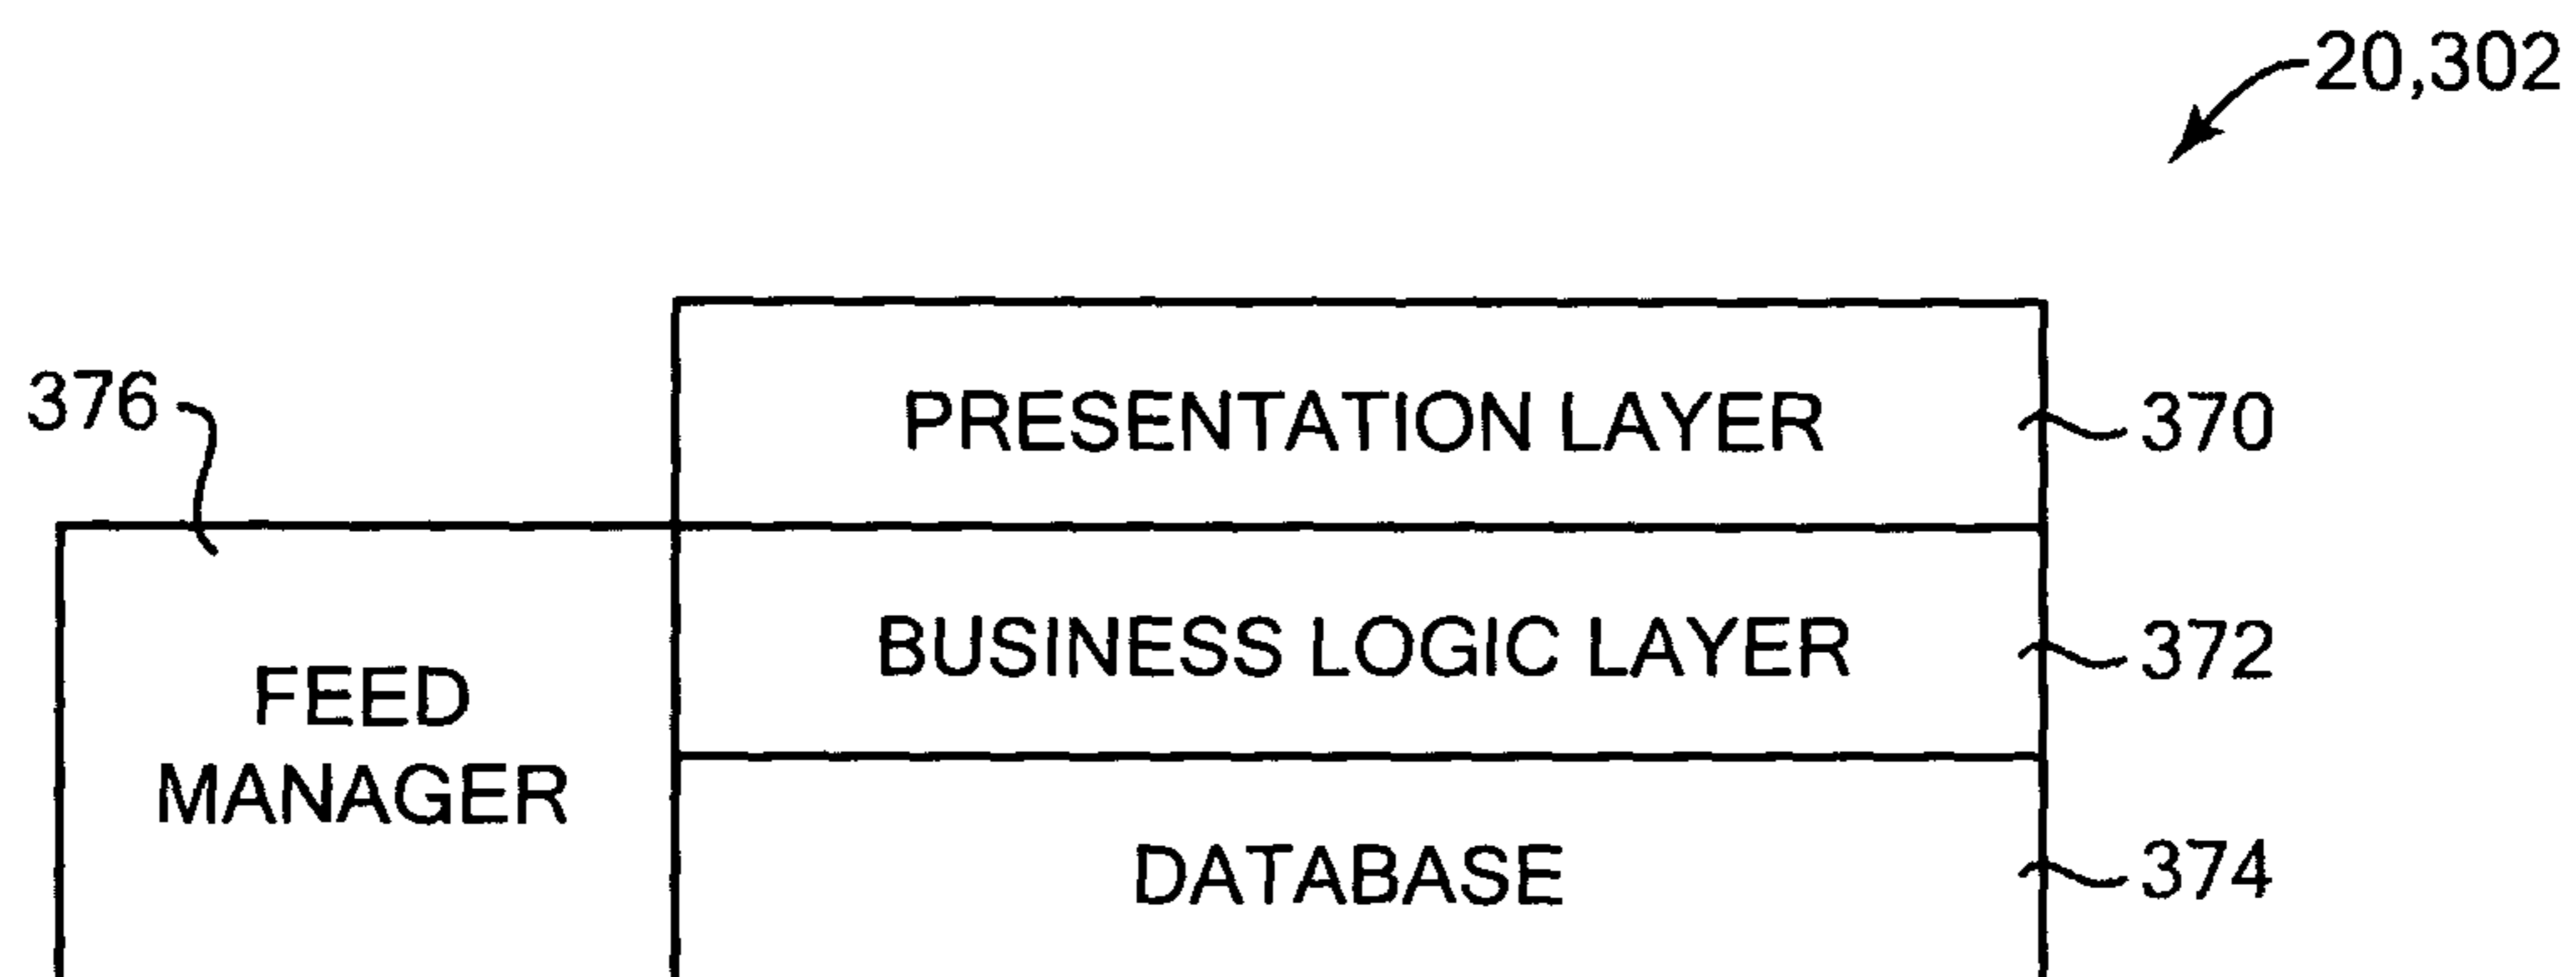 20,302
376
PRESENTATION LAYER
370
BUSINESS LOGIC LAYER
372
FEED
MANAGER
DATABASE
374